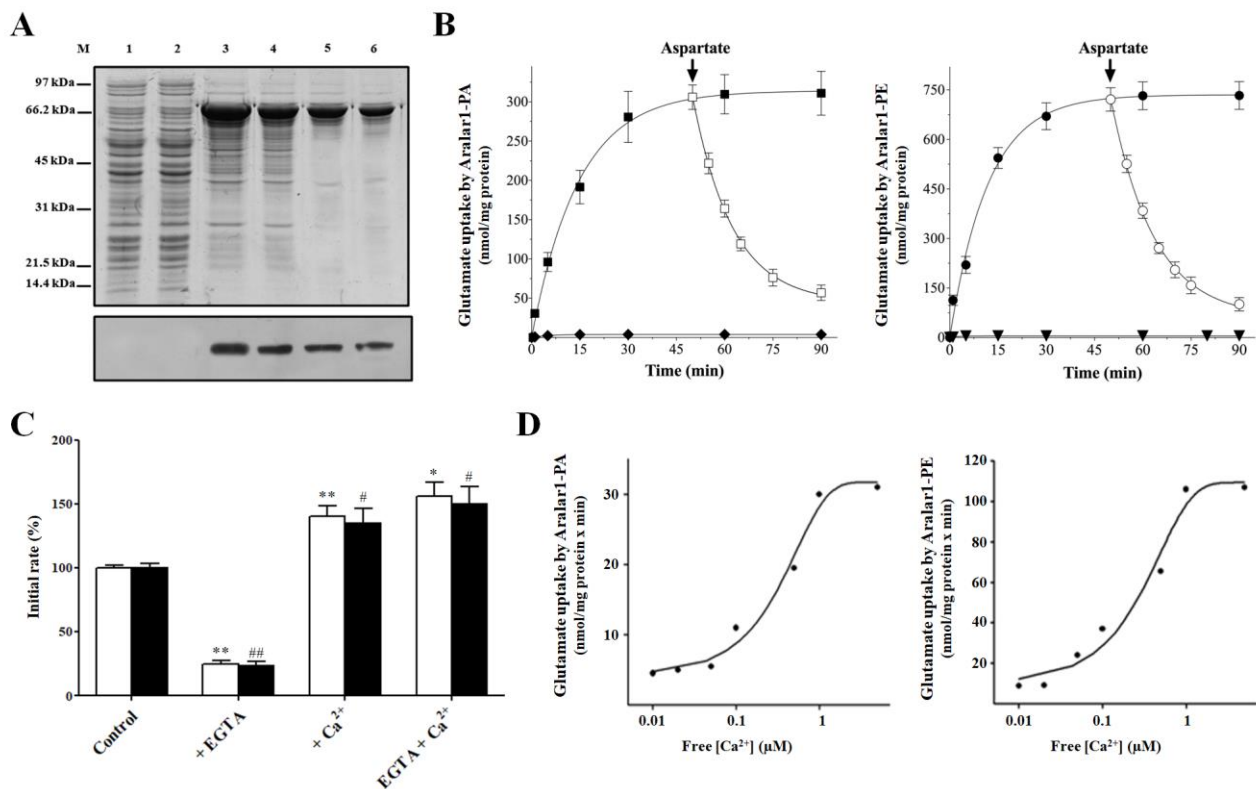 A
M 1 2 3 4 5 6
97 kDa
66.2 kDa
45 kDa
31 kDa
21.5 kDa
14.4 kDa
B
Aspartate
Glutamate uptake by Aralar1-PA
(nmol/mg protein)
300
250
200
150
100
50
0 15 30 45 60 75 90
Time (min)
Aspartate
Glutamate uptake by Aralar1-PE
(nmol/mg protein)
750
600
450
300
150
0
0 15 30 45 60 75 90
Time (min)
C
Initial rate (%)
200
150
100
50
0
** ## ** # * #
Control
+ EGTA
+ Ca²⁺
EGTA + Ca²⁺
D
Glutamate uptake by Aralar1-PA
(nmol/mg protein x min)
30
20
10
0.01 0.1 1
Free [Ca²⁺] (µM)
Glutamate uptake by Aralar1-PE
(nmol/mg protein x min)
120
100
80
60
40
20
0.01 0.1 1
Free [Ca²⁺] (µM)